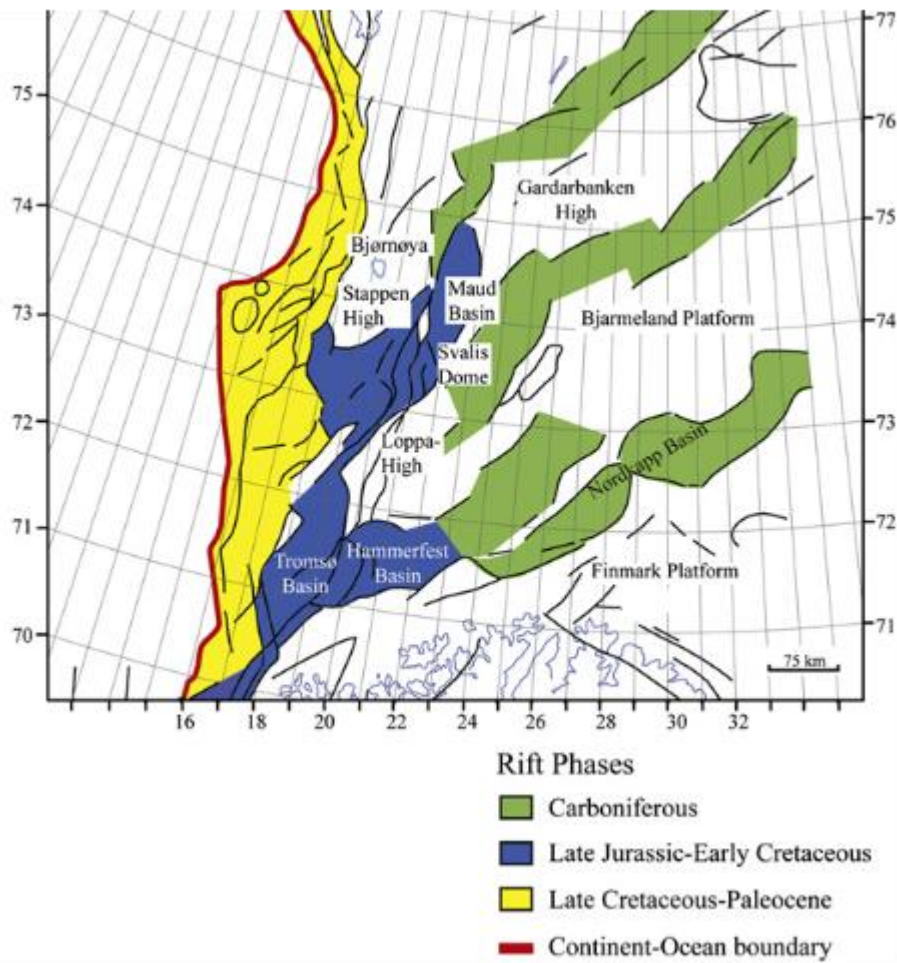 77
75
76
74
Gardarbanken
High
75
Bjørnøya
73
Stappen
High
Maud
Basin
Bjarmeland Platform
74
Svalis
Dome
72
73
Loppa-
High
Nordkapp Basin
71
72
Tromsø
Basin
Hammerfest
Basin
Finmark Platform
70
71
75 km
16 18 20 22 24 26 28 30 32
Rift Phases
Carboniferous
Late Jurassic-Early Cretaceous
Late Cretaceous-Paleocene
Continent-Ocean boundary